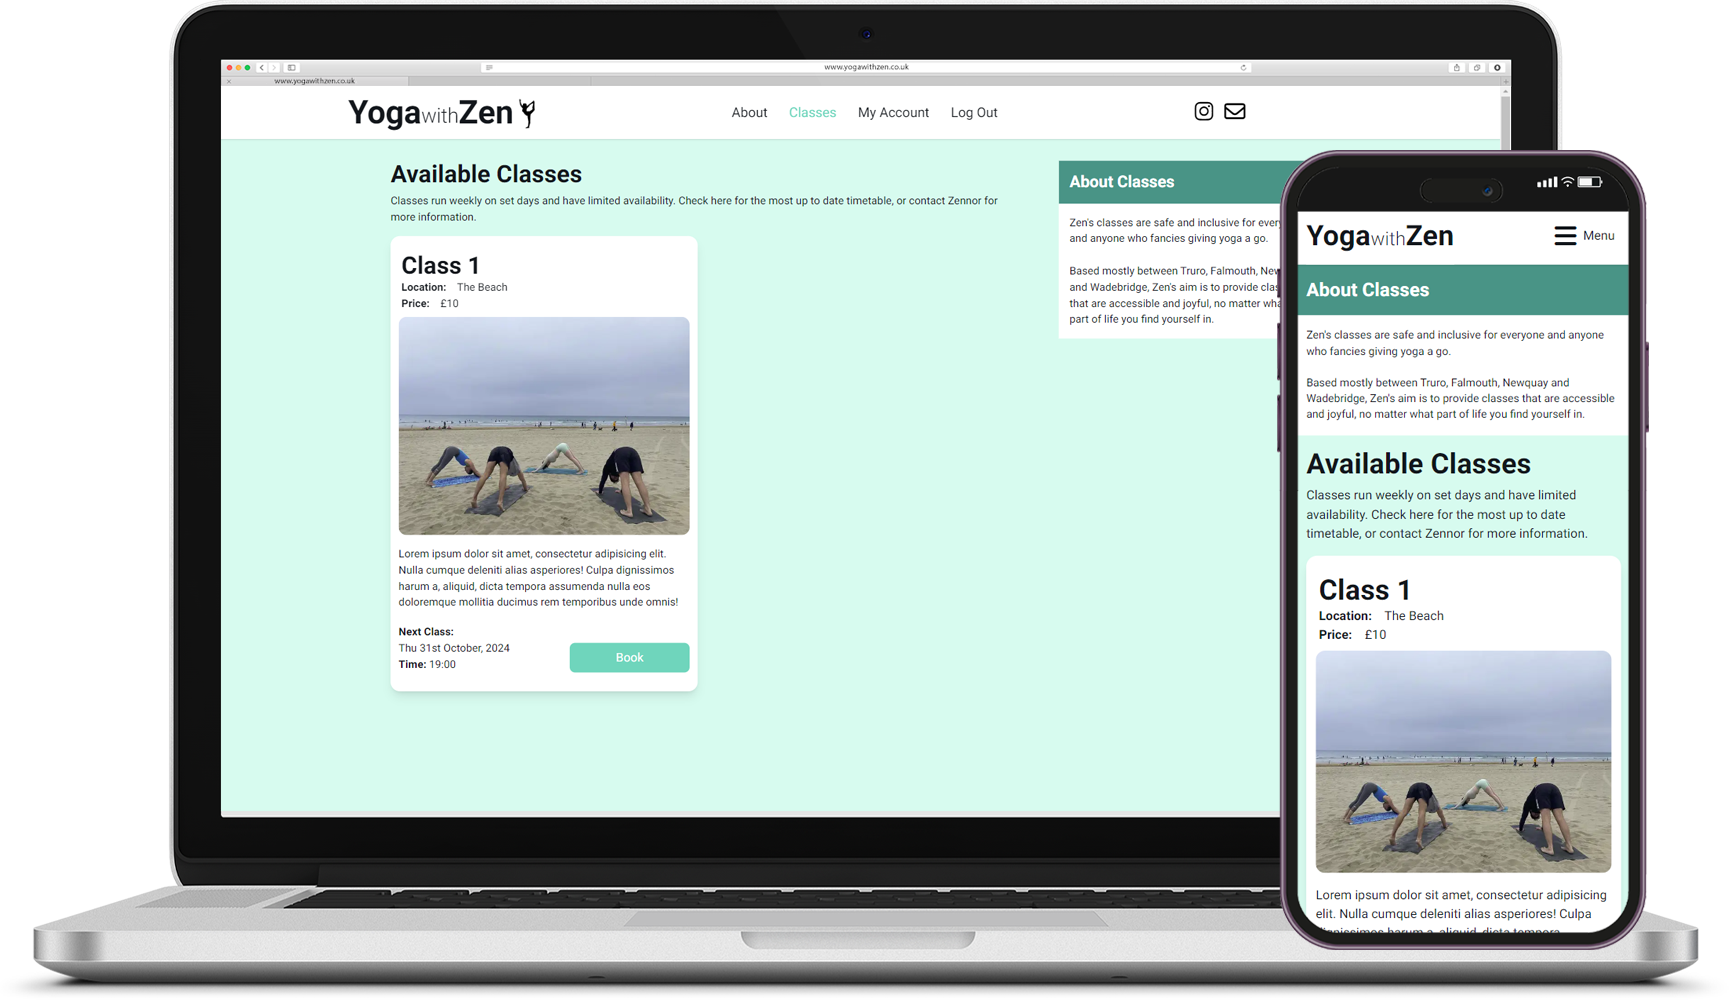 www.yogawithzen.co.uk
www.yogawithzen.co.uk
YogawithZen
About Classes My Account Log Out
Available Classes
Classes run weekly on set days and have limited availability. Check here for the most up to date timetable, or contact Zennor for
more information.
Class 1
Location: The Beach
Price: £10
Lorem ipsum dolor sit amet, consectetur adipisicing elit.
Nulla cumque deleniti alias asperiores! Culpa dignissimos
harum a, aliquid, dicta tempora assumenda nulla eos
doloremque mollitia ducimus rem temporibus unde omnis!
Next Class:
Thu 31st October, 2024
Time: 19:00
Book
About Classes
Zen's classes are safe and inclusive for
and anyone who fancies giving yoga a go.
Based mostly between Truro, Falmouth,
and Wadebridge, Zen's aim is to provide
that are accessible and joyful, no matter
part of life you find yourself in.
YogawithZen
Menu
About Classes
Zen's classes are safe and inclusive for everyone and anyone
who fancies giving yoga a go.
Based mostly between Truro, Falmouth, Newquay and
Wadebridge, Zen's aim is to provide classes that are accessible
and joyful, no matter what part of life you find yourself in.
Available Classes
Classes run weekly on set days and have limited
availability. Check here for the most up to date
timetable, or contact Zennor for more information.
Class 1
Location: The Beach
Price: £10
Lorem ipsum dolor sit amet, consectetur adipisicing
elit. Nulla cumque deleniti alias asperiores! Culpa
dignissimos harum a, aliquid, dicta tempora